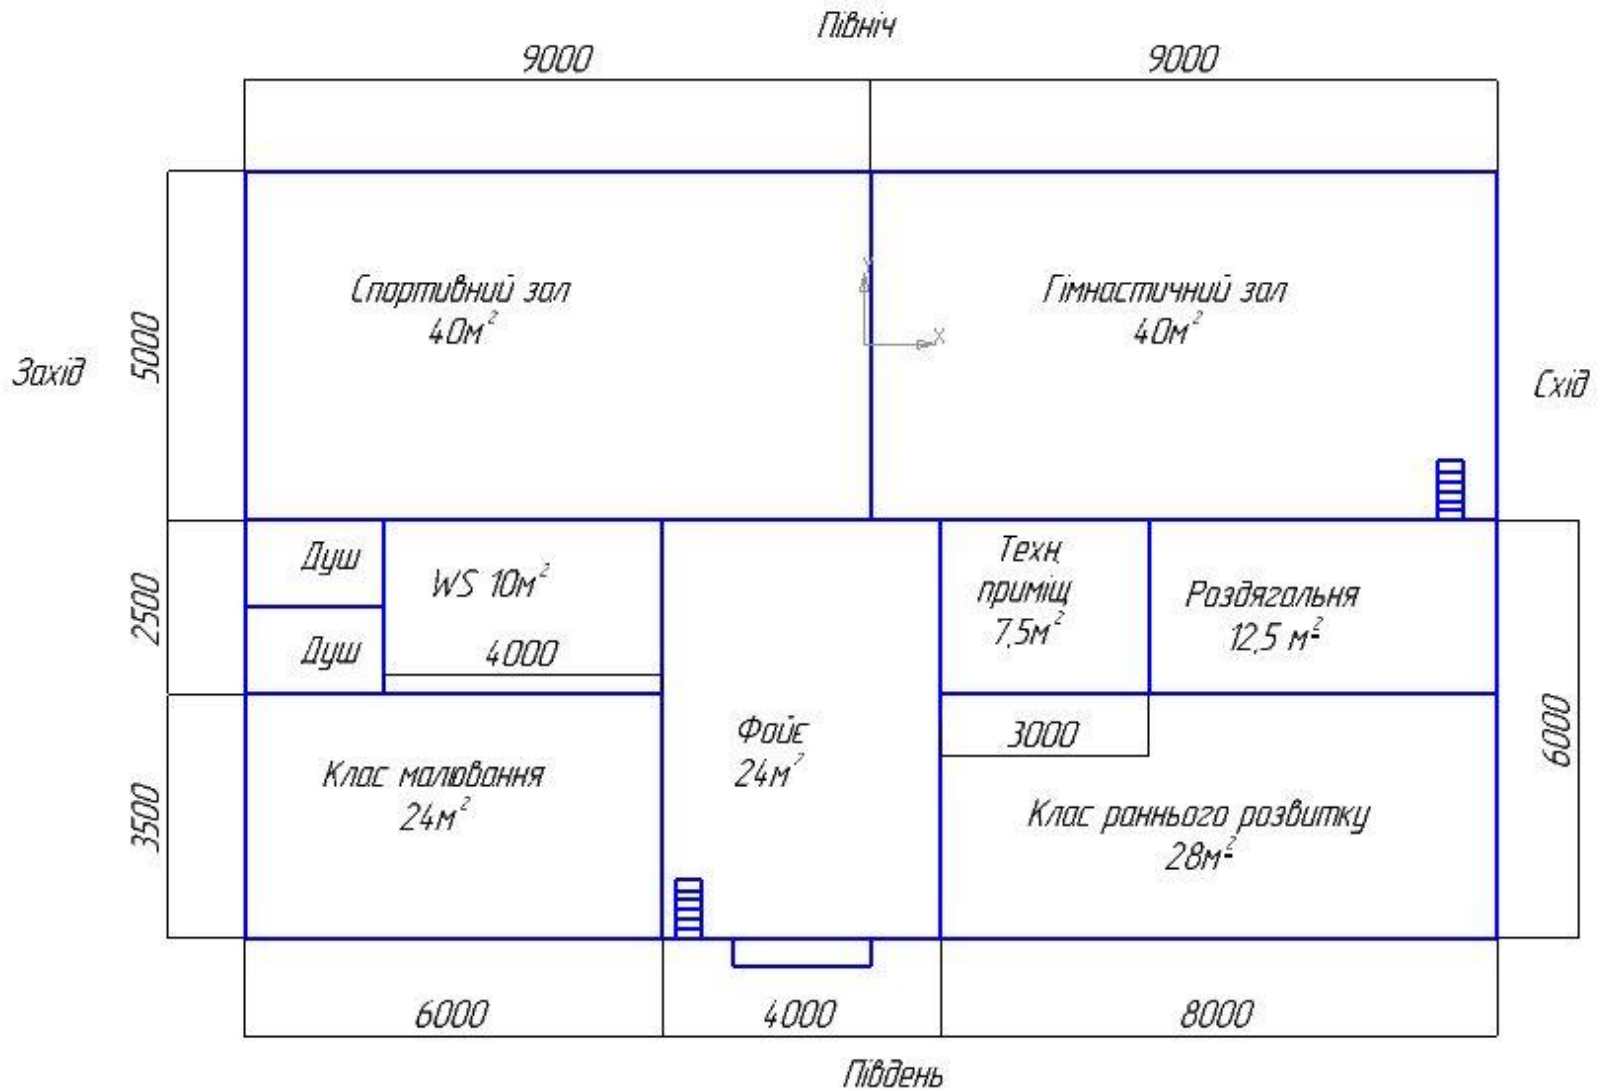 Північ
9000
9000
Спортивний зал
40м²
Гімнастичний зал
40м²
Y
X
5000
Захід
Схід
Душ
WS 10м²
Техн.
приміщ
7,5м²
Роздягальня
12,5 м²
2500
Душ
4000
3000
6000
Фойє
24м²
Клас малювання
24м²
3500
Клас раннього розвитку
28м²
6000
4000
8000
Південь